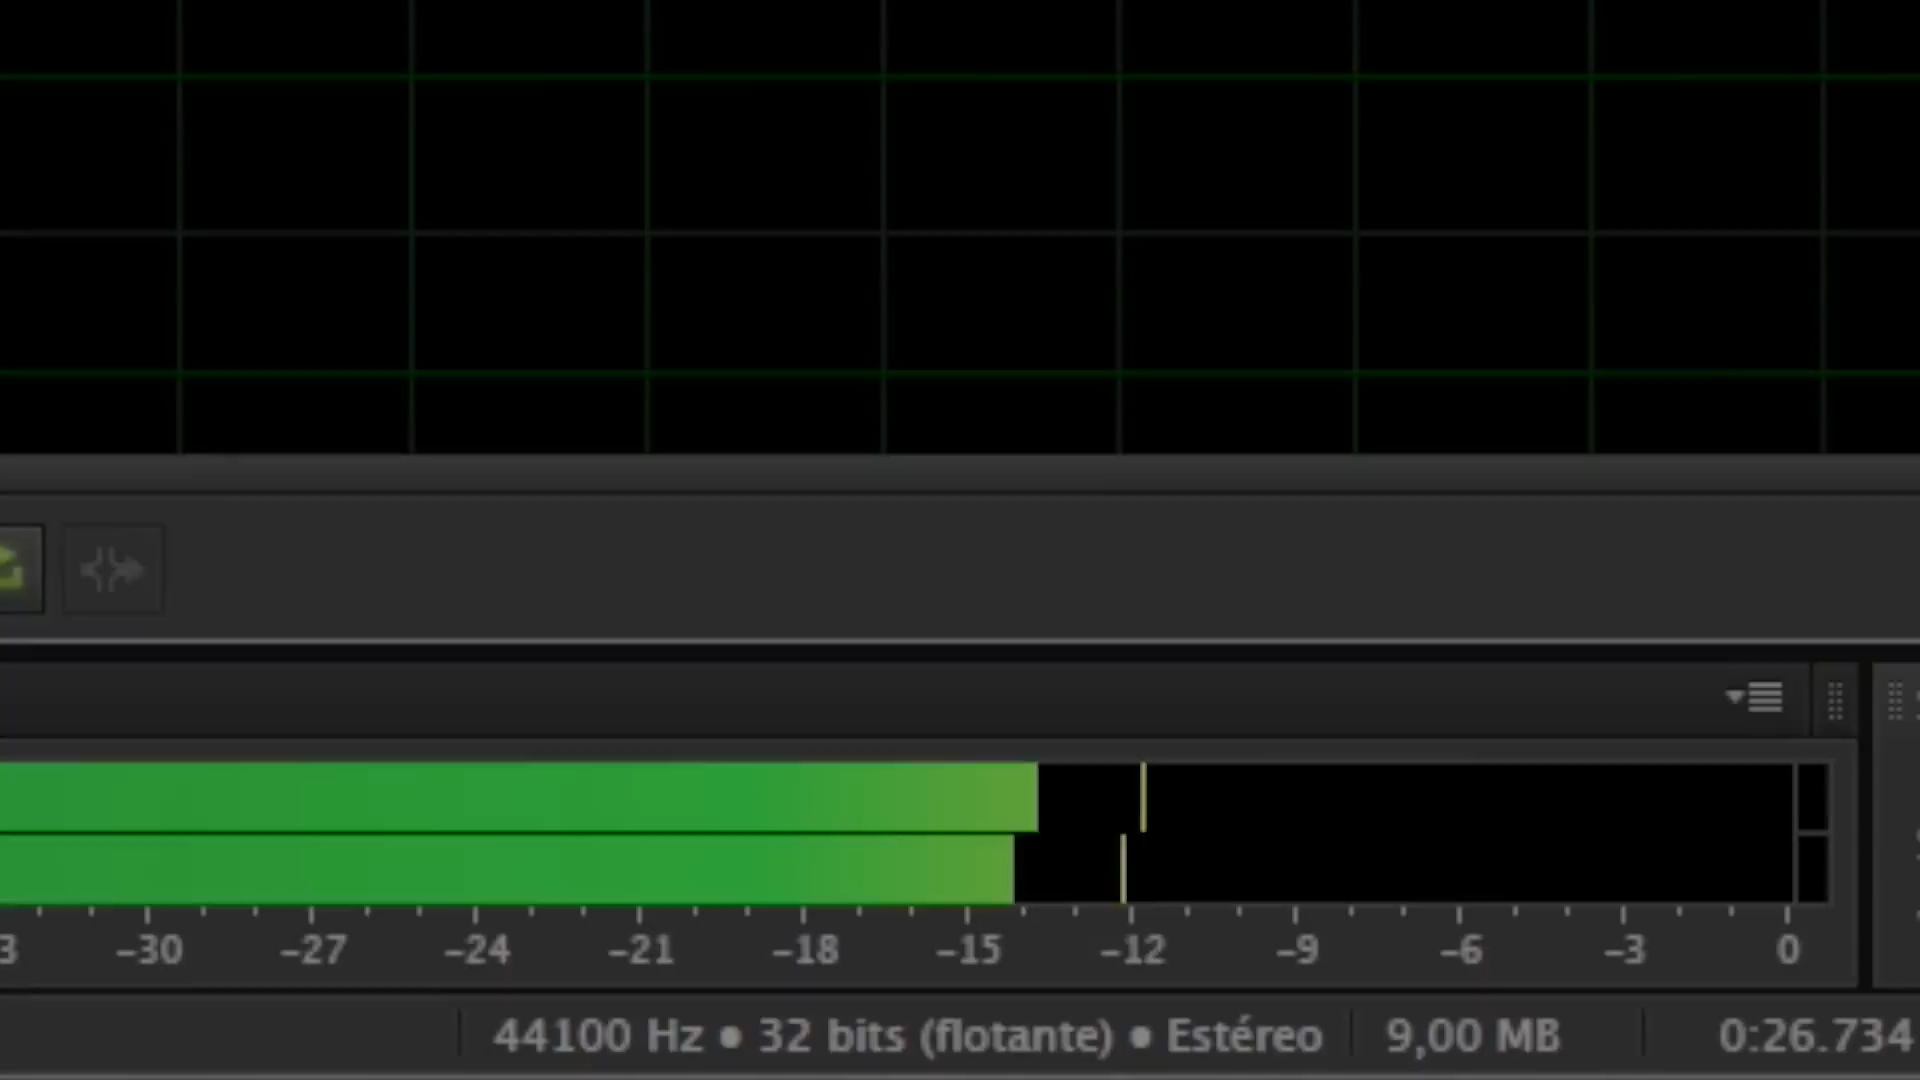 3 –30 –27 –24 –21 –18 –15 –12 –9 –6 –3 0
44100 Hz ● 32 bits (flotante) ● Estéreo 9,00 MB 0:26.734